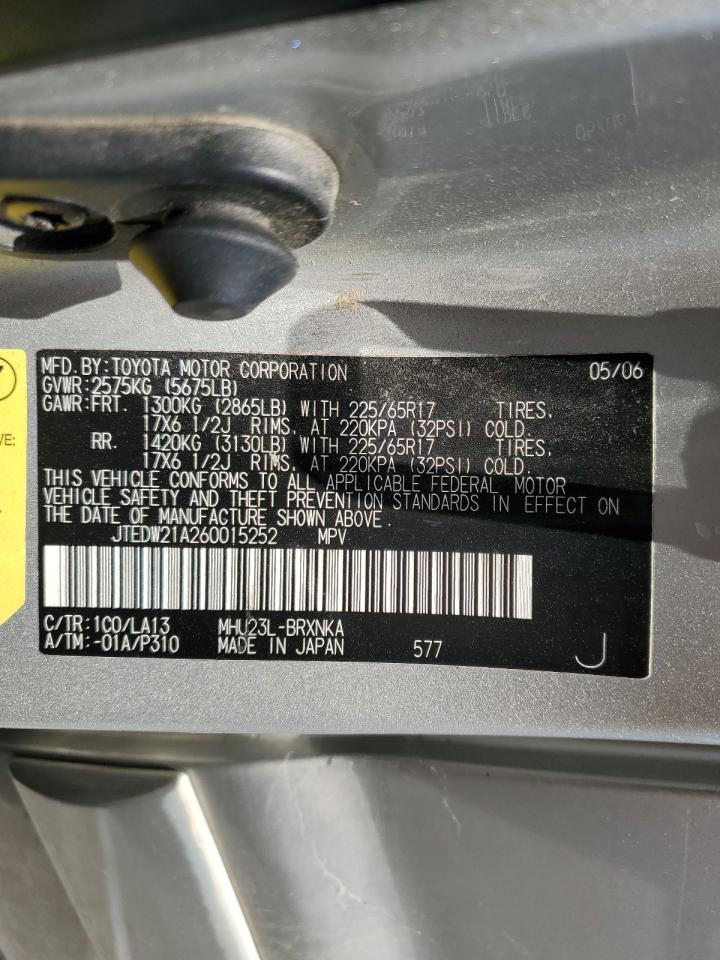 MFD. BY: TOYOTA MOTOR CORPORATION 05/06
GVWR: 2575KG (5675LB)
GAWR: FRT. 1300KG (2865LB) WITH 225/65R17 TIRES,
17X6 1/2J RIMS, AT 220KPA (32PSI) COLD.
RR. 1420KG (3130LB) WITH 225/65R17 TIRES,
17X6 1/2J RIMS, AT 220KPA (32PSI) COLD.
THIS VEHICLE CONFORMS TO ALL APPLICABLE FEDERAL MOTOR
VEHICLE SAFETY AND THEFT PREVENTION STANDARDS IN EFFECT ON
THE DATE OF MANUFACTURE SHOWN ABOVE.
JTEDW21A260015252 MPV
C/TR: 1C0/LA13 MHU23L-BRXNKA
A/TM: -01A/P310 MADE IN JAPAN 577 J